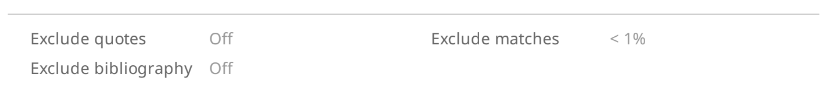 Exclude quotes Off Exclude matches < 1%
Exclude bibliography Off